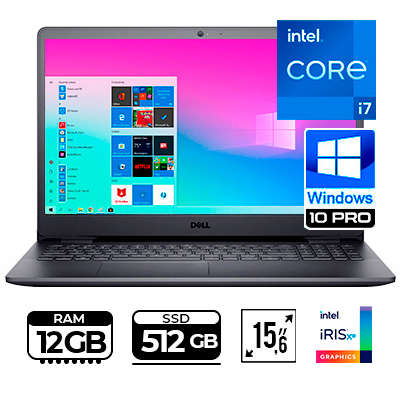 intel
CORE
i7
Windows
10 PRO
DELL
RAM
12GB
SSD
512 GB
15,6"
intel
iRIS Xe
GRAPHICS